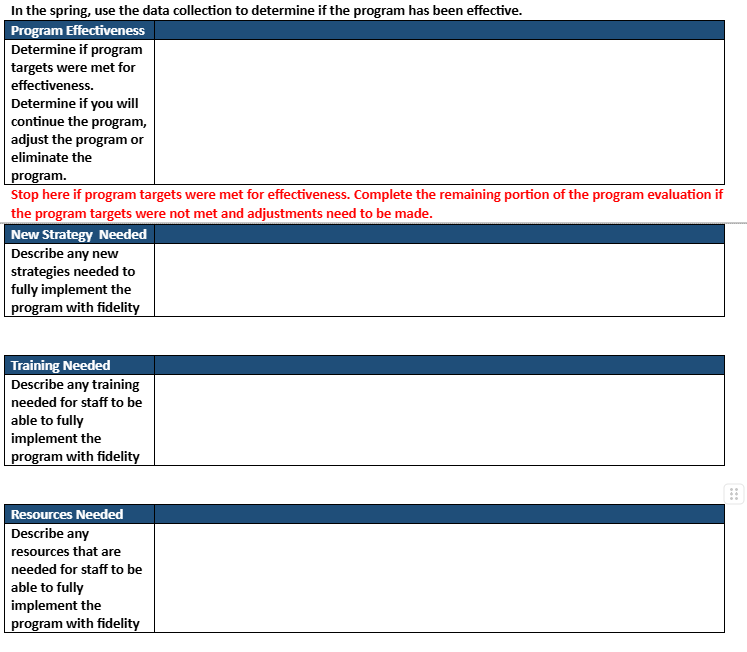 In the spring, use the data collection to determine if the program has been effective.
Program Effectiveness
Determine if program
targets were met for
effectiveness.
Determine if you will
continue the program,
adjust the program or
eliminate the
program.
Stop here if program targets were met for effectiveness. Complete the remaining portion of the program evaluation if
the program targets were not met and adjustments need to be made.
New Strategy  Needed
Describe any new
strategies needed to
fully implement the
program with fidelity
Training Needed
Describe any training
needed for staff to be
able to fully
implement the
program with fidelity
Resources Needed
Describe any
resources that are
needed for staff to be
able to fully
implement the
program with fidelity